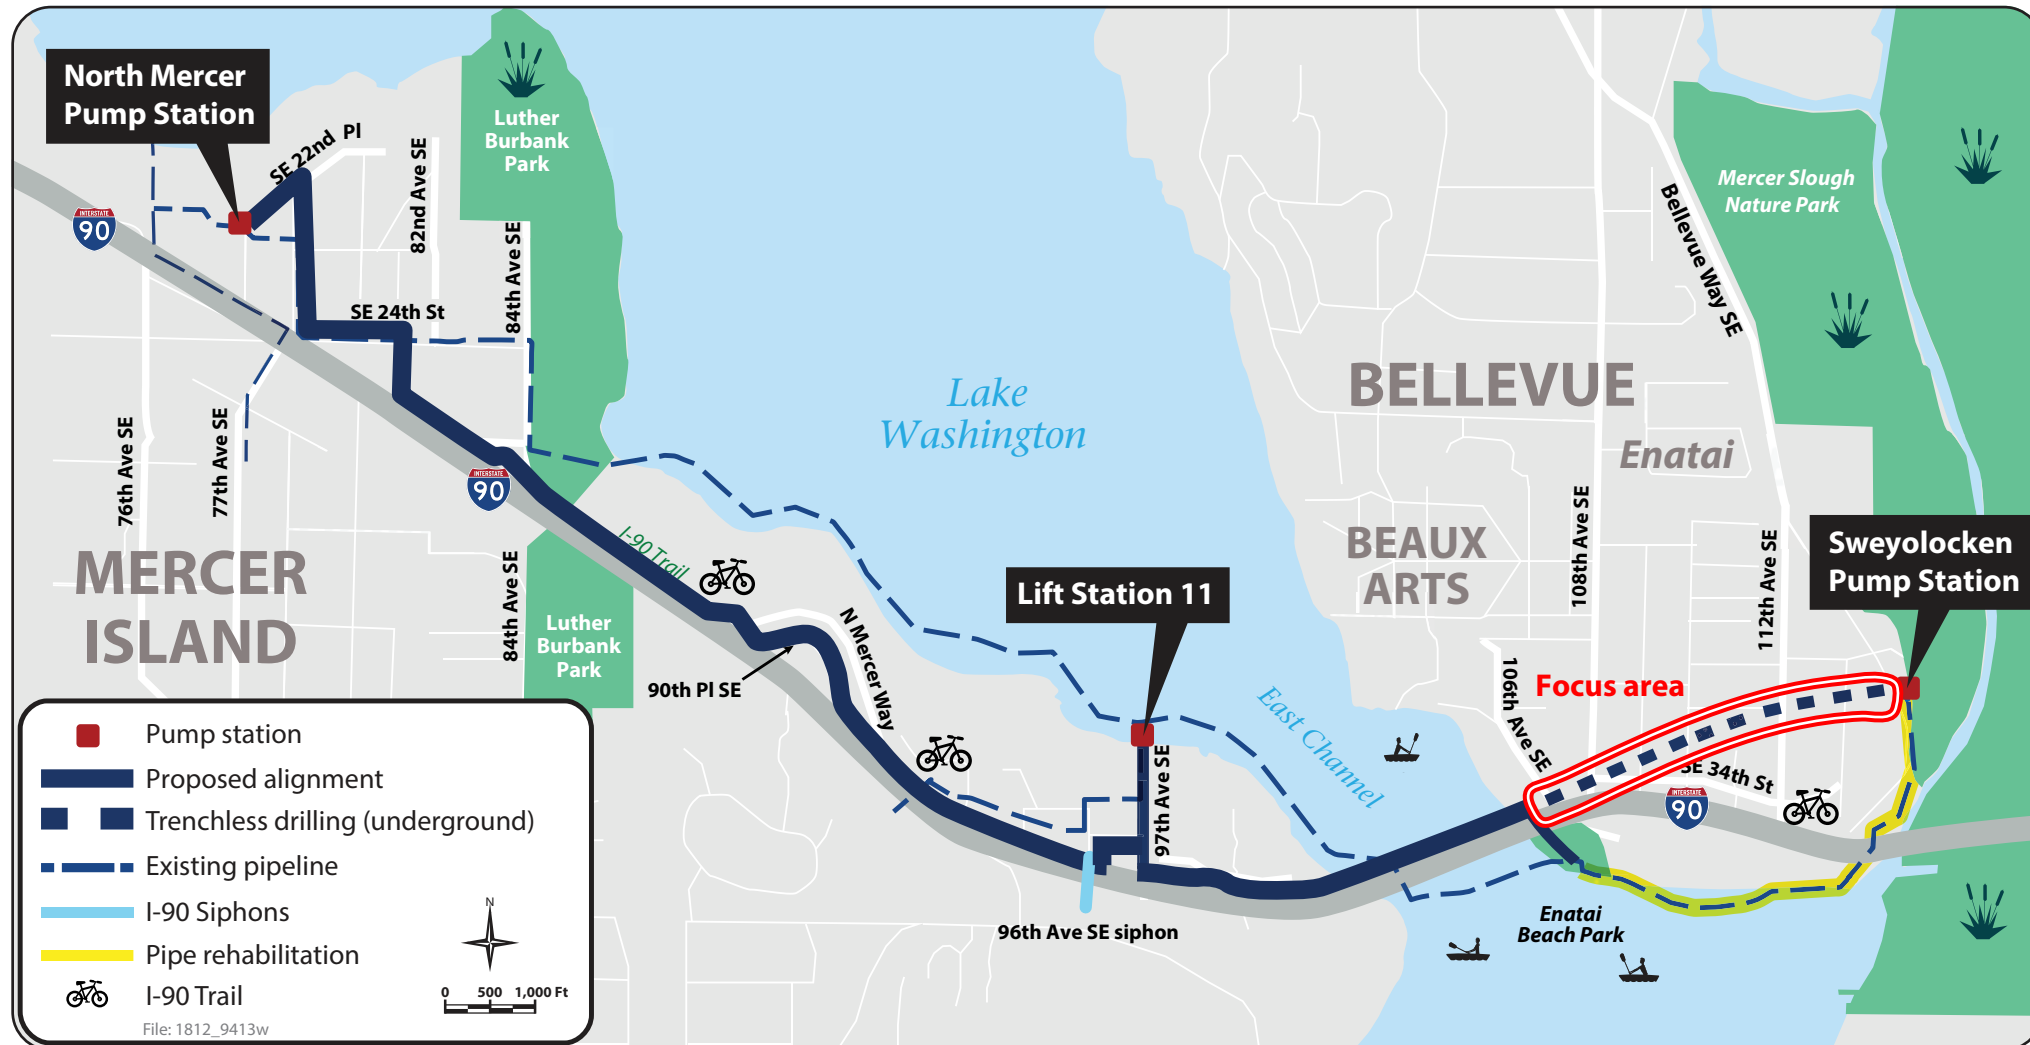 North Mercer
Pump Station
SE 22nd Pl
82nd Ave SE
Luther
Burbank
Park
84th Ave SE
INTERSTATE
90
SE 24th St
76th Ave SE
77th Ave SE
INTERSTATE
90
MERCER
ISLAND
84th Ave SE
I-90 Trail
Luther
Burbank
Park
90th Pl SE
N Mercer Way
Lake
Washington
Lift Station 11
97th Ave SE
96th Ave SE siphon
East Channel
BELLEVUE
Enatai
BEAUX
ARTS
Bellevue Way SE
Mercer Slough
Nature Park
108th Ave SE
112th Ave SE
106th Ave SE
Sweyolocken
Pump Station
Focus area
SE 34th St
INTERSTATE
90
Enatai
Beach Park
Pump station
Proposed alignment
Trenchless drilling (underground)
Existing pipeline
I-90 Siphons
Pipe rehabilitation
I-90 Trail
File: 1812_9413w
N
0 500 1,000 Ft